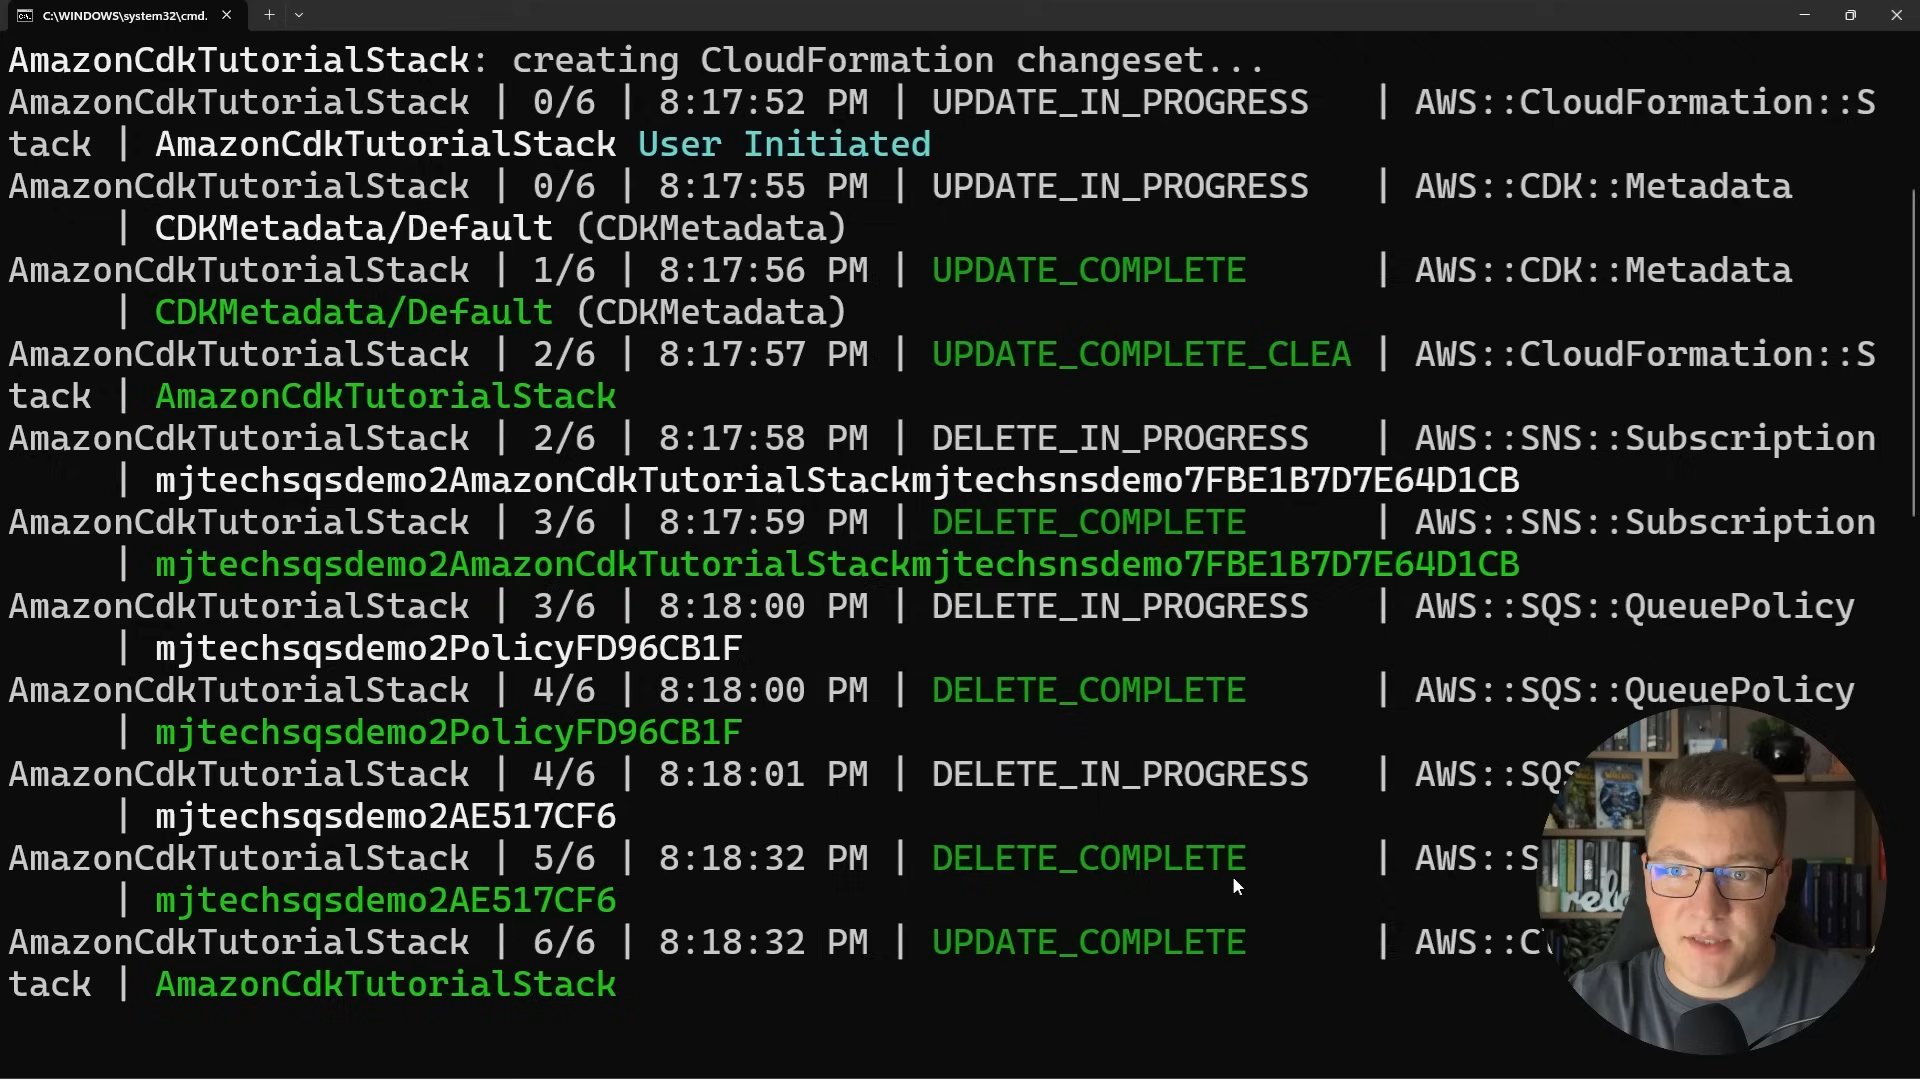 C:\WINDOWS\system32\cmd.
AmazonCdkTutorialStack: creating CloudFormation changeset...
AmazonCdkTutorialStack | 0/6 | 8:17:52 PM | UPDATE_IN_PROGRESS | AWS::CloudFormation::S
tack | AmazonCdkTutorialStack User Initiated
AmazonCdkTutorialStack | 0/6 | 8:17:55 PM | UPDATE_IN_PROGRESS | AWS::CDK::Metadata
| CDKMetadata/Default (CDKMetadata)
AmazonCdkTutorialStack | 1/6 | 8:17:56 PM | UPDATE_COMPLETE | AWS::CDK::Metadata
| CDKMetadata/Default (CDKMetadata)
AmazonCdkTutorialStack | 2/6 | 8:17:57 PM | UPDATE_COMPLETE_CLEA | AWS::CloudFormation::S
tack | AmazonCdkTutorialStack
AmazonCdkTutorialStack | 2/6 | 8:17:58 PM | DELETE_IN_PROGRESS | AWS::SNS::Subscription
| mjtechsqsdemo2AmazonCdkTutorialStackmjtechsnsdemo7FBE1B7D7E64D1CB
AmazonCdkTutorialStack | 3/6 | 8:17:59 PM | DELETE_COMPLETE | AWS::SNS::Subscription
| mjtechsqsdemo2AmazonCdkTutorialStackmjtechsnsdemo7FBE1B7D7E64D1CB
AmazonCdkTutorialStack | 3/6 | 8:18:00 PM | DELETE_IN_PROGRESS | AWS::SQS::QueuePolicy
| mjtechsqsdemo2PolicyFD96CB1F
AmazonCdkTutorialStack | 4/6 | 8:18:00 PM | DELETE_COMPLETE | AWS::SQS::QueuePolicy
| mjtechsqsdemo2PolicyFD96CB1F
AmazonCdkTutorialStack | 4/6 | 8:18:01 PM | DELETE_IN_PROGRESS | AWS::SQS
| mjtechsqsdemo2AE517CF6
AmazonCdkTutorialStack | 5/6 | 8:18:32 PM | DELETE_COMPLETE | AWS::S
| mjtechsqsdemo2AE517CF6
AmazonCdkTutorialStack | 6/6 | 8:18:32 PM | UPDATE_COMPLETE | AWS::C
tack | AmazonCdkTutorialStack